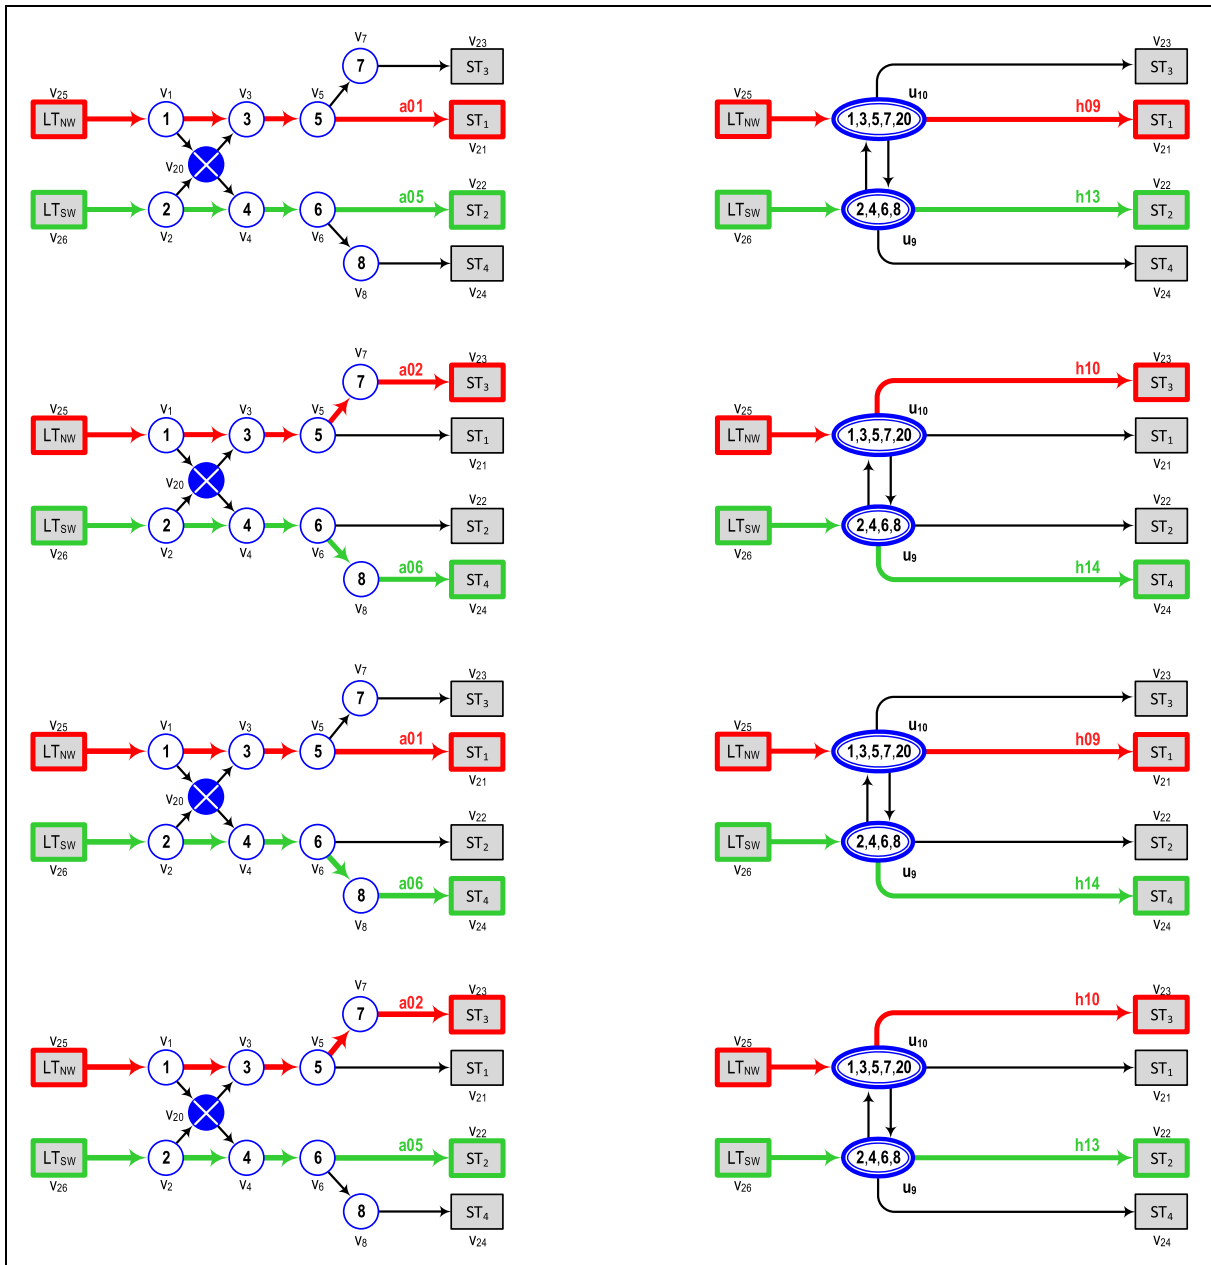 V7 V23 V23
7 ST3 ST3
V25 V1 V3 V5 a01 V25 u10 h09
LTNW 1 3 5 ST1 LTNW 1,3,5,7,20 ST1
V20 V21 V21
V22 V22
LTSW 2 4 6 a05 ST2 LTSW 2,4,6,8 h13 ST2
V26 V2 V4 V6 V26 u9
8 ST4 ST4
V8 V24 V24
V7 a02 V23 h10 V23
7 ST3 ST3
V25 V1 V3 V5 V25 u10
LTNW 1 3 5 ST1 LTNW 1,3,5,7,20 ST1
V20 V21 V21
V22 V22
LTSW 2 4 6 ST2 LTSW 2,4,6,8 ST2
V26 V2 V4 V6 V26 u9
8 a06 ST4 h14 ST4
V8 V24 V24
V7 V23 V23
7 ST3 ST3
V25 V1 V3 V5 a01 V25 u10 h09
LTNW 1 3 5 ST1 LTNW 1,3,5,7,20 ST1
V20 V21 V21
V22 V22
LTSW 2 4 6 ST2 LTSW 2,4,6,8 ST2
V26 V2 V4 V6 V26 u9
8 a06 ST4 h14 ST4
V8 V24 V24
V7 a02 V23 h10 V23
7 ST3 ST3
V25 V1 V3 V5 V25 u10
LTNW 1 3 5 ST1 LTNW 1,3,5,7,20 ST1
V20 V21 V21
V22 V22
LTSW 2 4 6 a05 ST2 LTSW 2,4,6,8 h13 ST2
V26 V2 V4 V6 V26 u9
8 ST4 ST4
V8 V24 V24